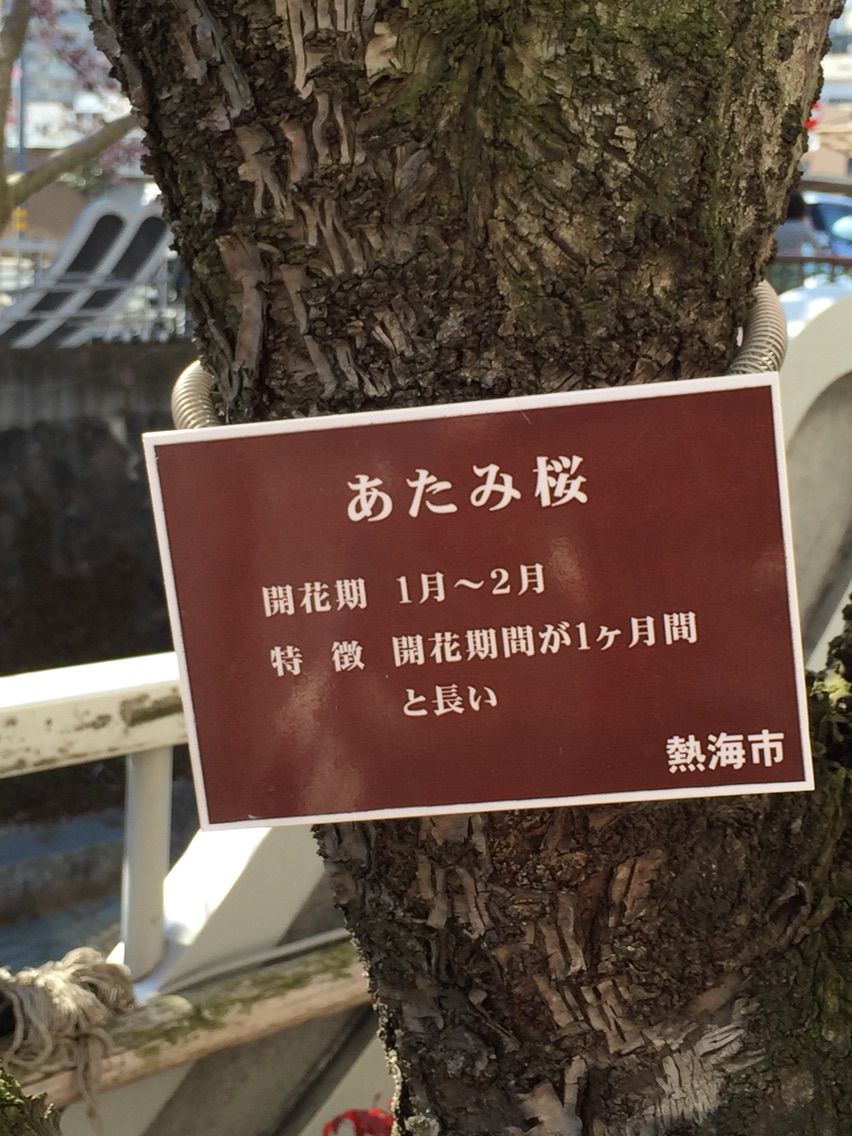 あたみ桜
開花期 1月～2月
特 徴 開花期間が1ヶ月間
と長い
熱海市